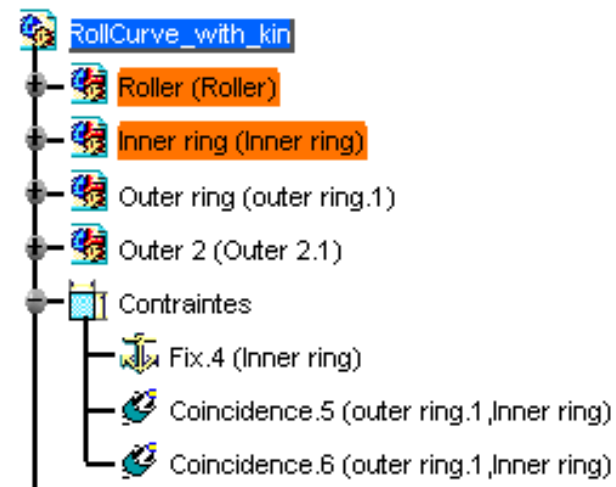 RollCurve_with_kin
Roller (Roller)
Inner ring (Inner ring)
Outer ring (outer ring.1)
Outer 2 (Outer 2.1)
Contraintes
Fix.4 (Inner ring)
Coincidence.5 (outer ring.1,Inner ring)
Coincidence.6 (outer ring.1,Inner ring)